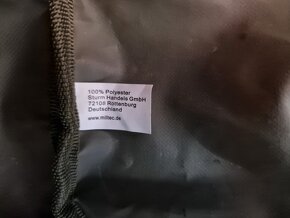 100% Polyester
Sturm Handels GmbH
72108 Rottenburg
Deutschland
www.miltec.de